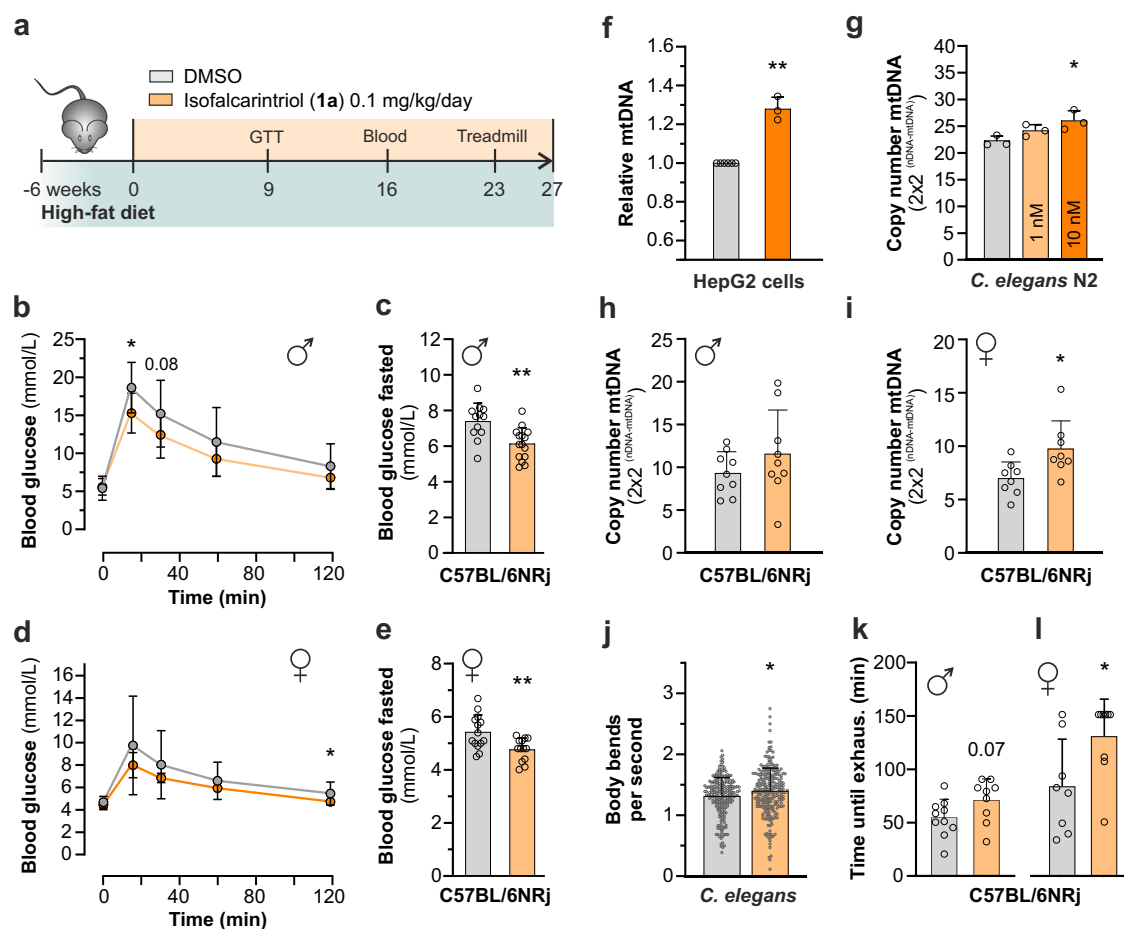 a
DMSO
Isofalcarintriol (1a) 0.1 mg/kg/day
GTT Blood Treadmill
-6 weeks 0 9 16 23 27
High-fat diet
f
Relative mtDNA
1.6
1.4
1.2
1.0
0.8
0.6
**
HepG2 cells
g
Copy number mtDNA
(2x2 (nDNA-mtDNA))
40
35
30
25
20
15
10
5
0
*
1 nM
10 nM
C. elegans N2
b
Blood glucose (mmol/L)
25
20
15
10
5
0
*
0.08
♂
0 40 80 120
Time (min)
c
Blood glucose fasted
(mmol/L)
12
10
8
6
4
2
0
♂
**
C57BL/6NRj
h
Copy number mtDNA
(2x2 (nDNA-mtDNA))
25
20
15
10
5
0
♂
C57BL/6NRj
i
Copy number mtDNA
(2x2 (nDNA-mtDNA))
20
15
10
5
0
♀
*
C57BL/6NRj
d
Blood glucose (mmol/L)
16
14
12
10
8
6
4
2
0
♀
*
0 40 80 120
Time (min)
e
Blood glucose fasted
(mmol/L)
8
6
4
2
0
♀
**
C57BL/6NRj
j
Body bends
per second
3
2
1
0
*
C. elegans
k
Time until exhaus. (min)
200
150
100
50
0
♂
0.07
l
♀
*
C57BL/6NRj